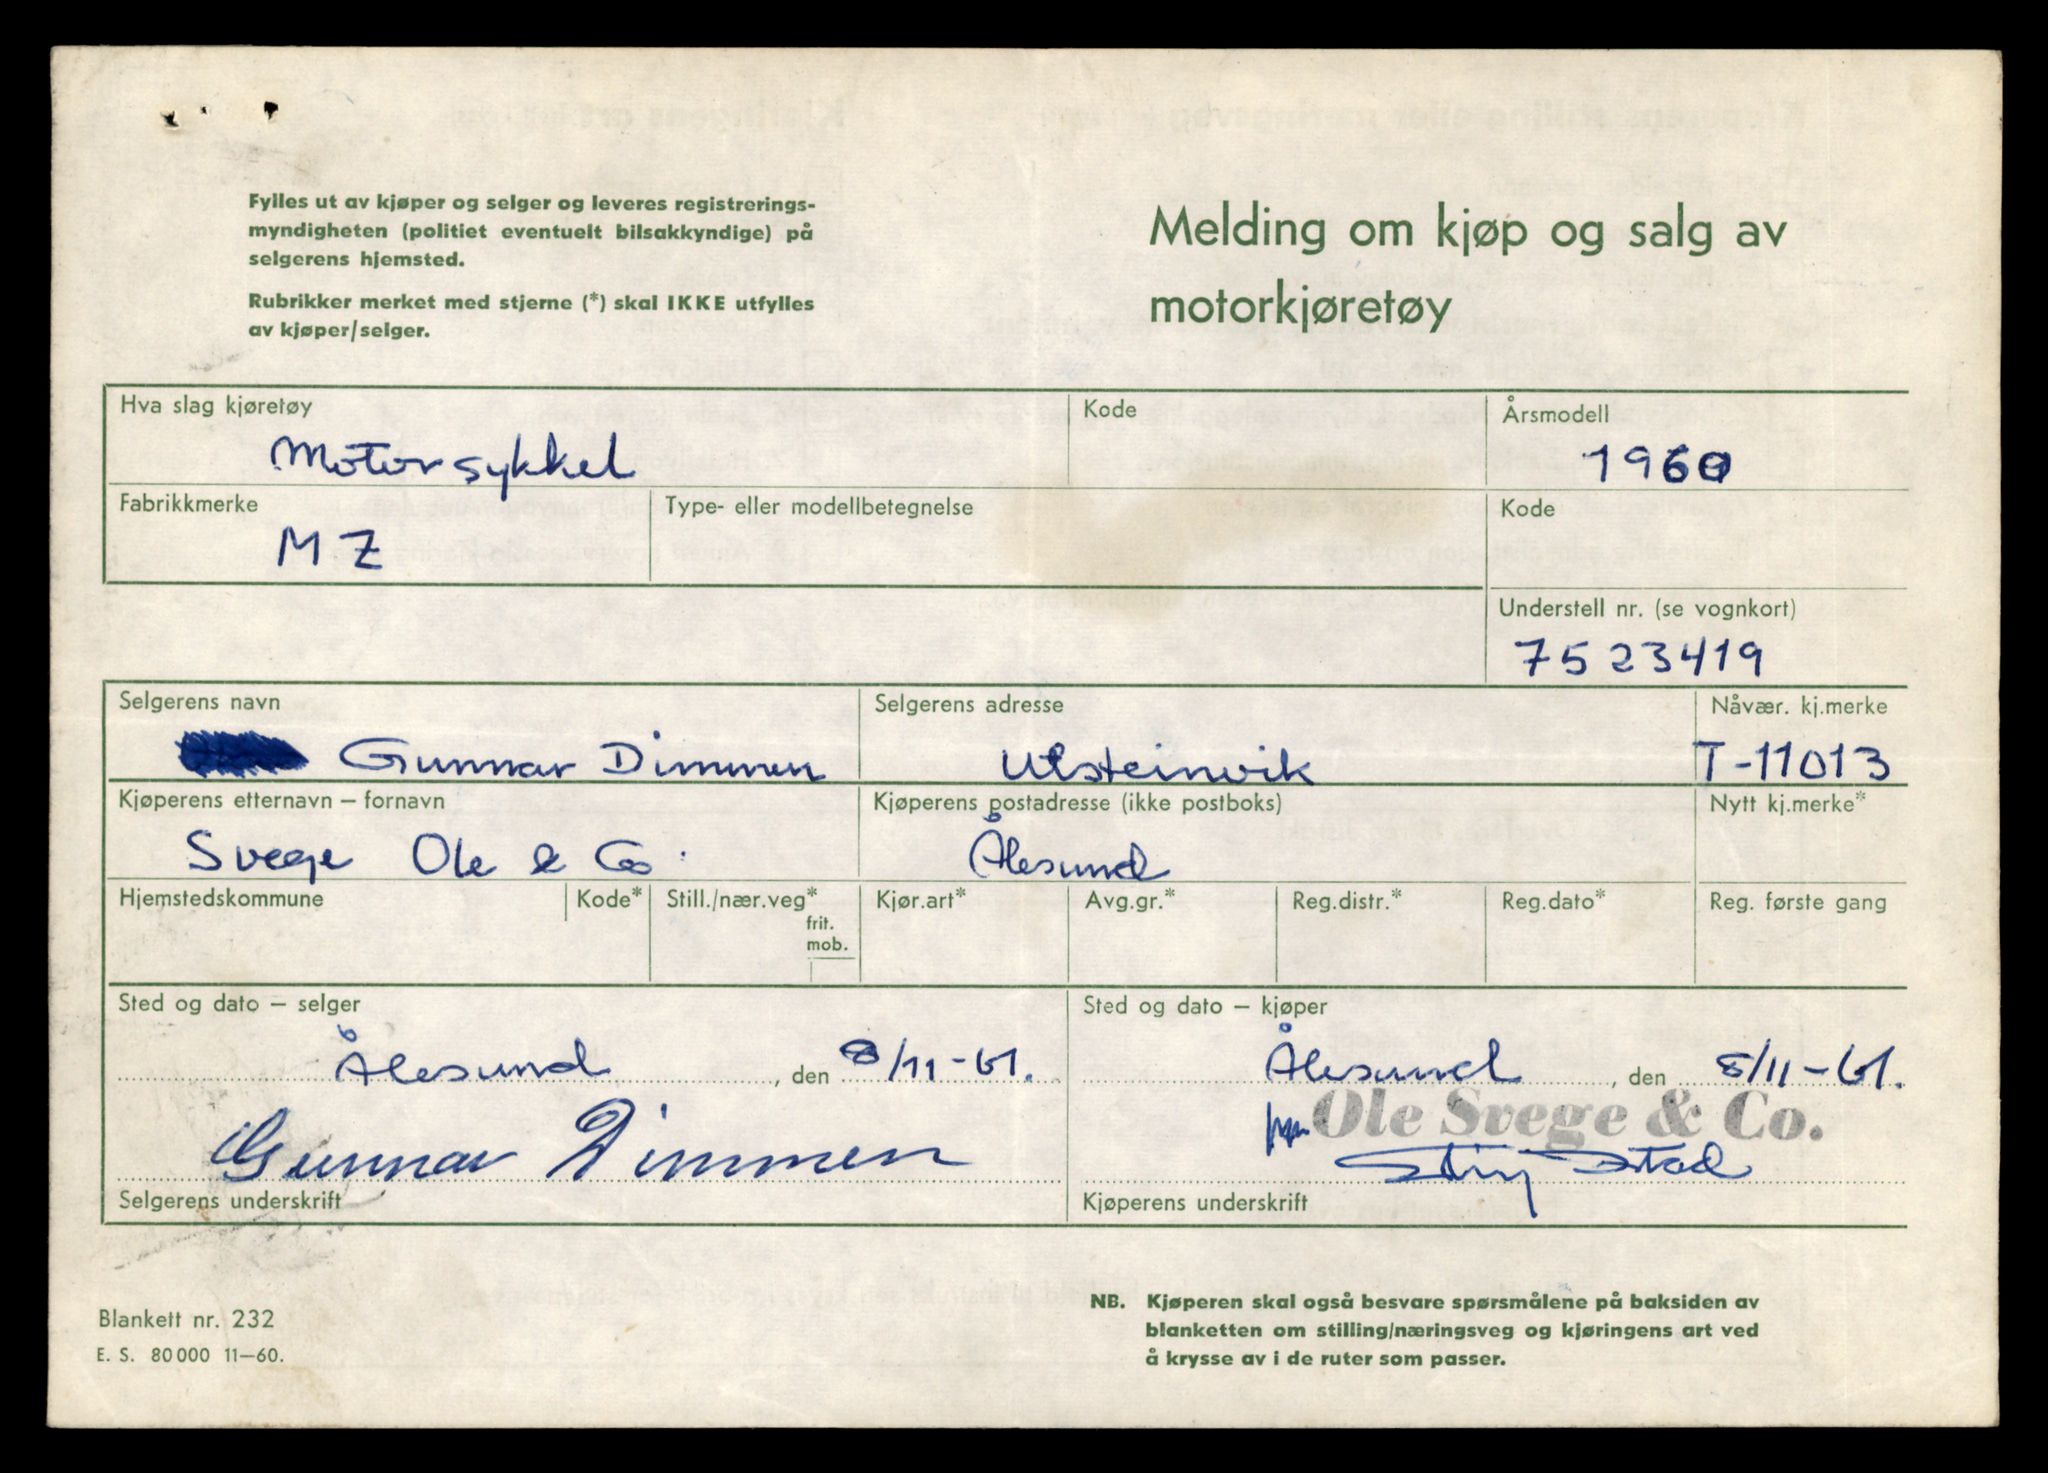 Fylles ut av kjøper og selger og leveres registrerings-
myndigheten (politiet eventuelt bilsakkyndige) på
selgerens hjemsted.
Rubrikker merket med stjerne (*) skal IKKE utfylles
av kjøper/selger.
Melding om kjøp og salg av
motorkjøretøy
Hva slag kjøretøy
Motorsykkel
Kode
Årsmodell
1960
Fabrikkmerke
MZ
Type- eller modellbetegnelse
Kode
Understell nr. (se vognkort)
7523419
Selgerens navn
Gunnar Dimmen
Selgerens adresse
Ulsteinvik
Nåvær. kj.merke
T-11013
Kjøperens etternavn – fornavn
Svege Ole & Co.
Kjøperens postadresse (ikke postboks)
Ålesund
Nytt kj.merke*
Hjemstedskommune
Kode*
Still./nær.veg*
frit.
mob.
Kjør.art*
Avg.gr.*
Reg.distr.*
Reg.dato*
Reg. første gang
Sted og dato – selger
Ålesund, den 8/11-61.
Gunnar Dimmen
Selgerens underskrift
Sted og dato – kjøper
Ålesund, den 8/11-61.
Ole Svege & Co.
Kjøperens underskrift
Blankett nr. 232
E. S. 80 000 11–60.
NB. Kjøperen skal også besvare spørsmålene på baksiden av
blanketten om stilling/næringsveg og kjøringens art ved
å krysse av i de ruter som passer.